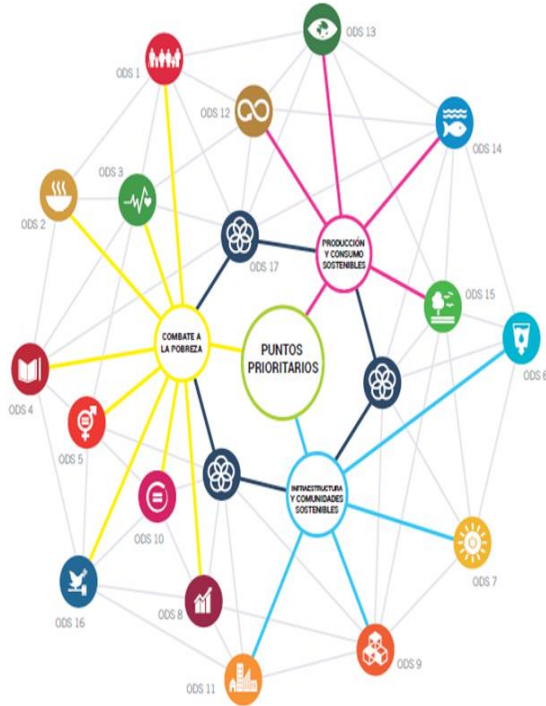 ODS 13
ODS 1
ODS 12
ODS 14
ODS 3
ODS 2
PRODUCCIÓN
Y CONSUMO
SOSTENIBLES
ODS 17
ODS 15
COMBATE A
LA POBREZA
PUNTOS
PRIORITARIOS
ODS 6
ODS 4
ODS 5
INFRAESTRUCTURA
Y COMUNIDADES
SOSTENIBLES
ODS 10
ODS 7
ODS 16
ODS 8
ODS 9
ODS 11